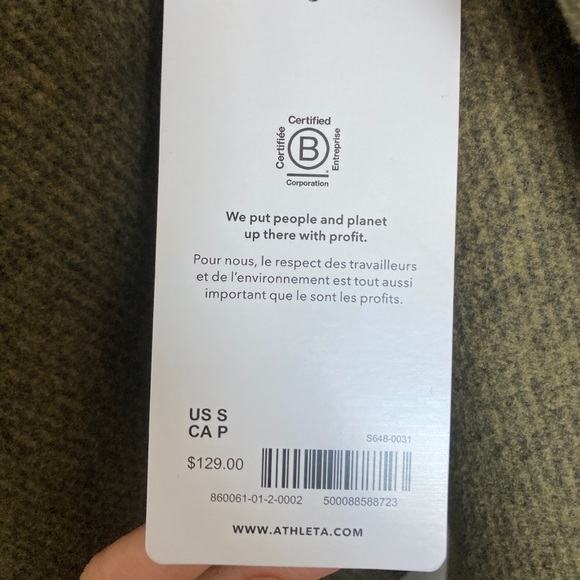 Certified
Certifiée
B
Entreprise
Corporation
We put people and planet
up there with profit.
Pour nous, le respect des travailleurs
et de l'environnement est tout aussi
important que le sont les profits.
US S
CA P
S648-0031
$129.00
860061-01-2-0002 500088588723
WWW.ATHLETA.COM